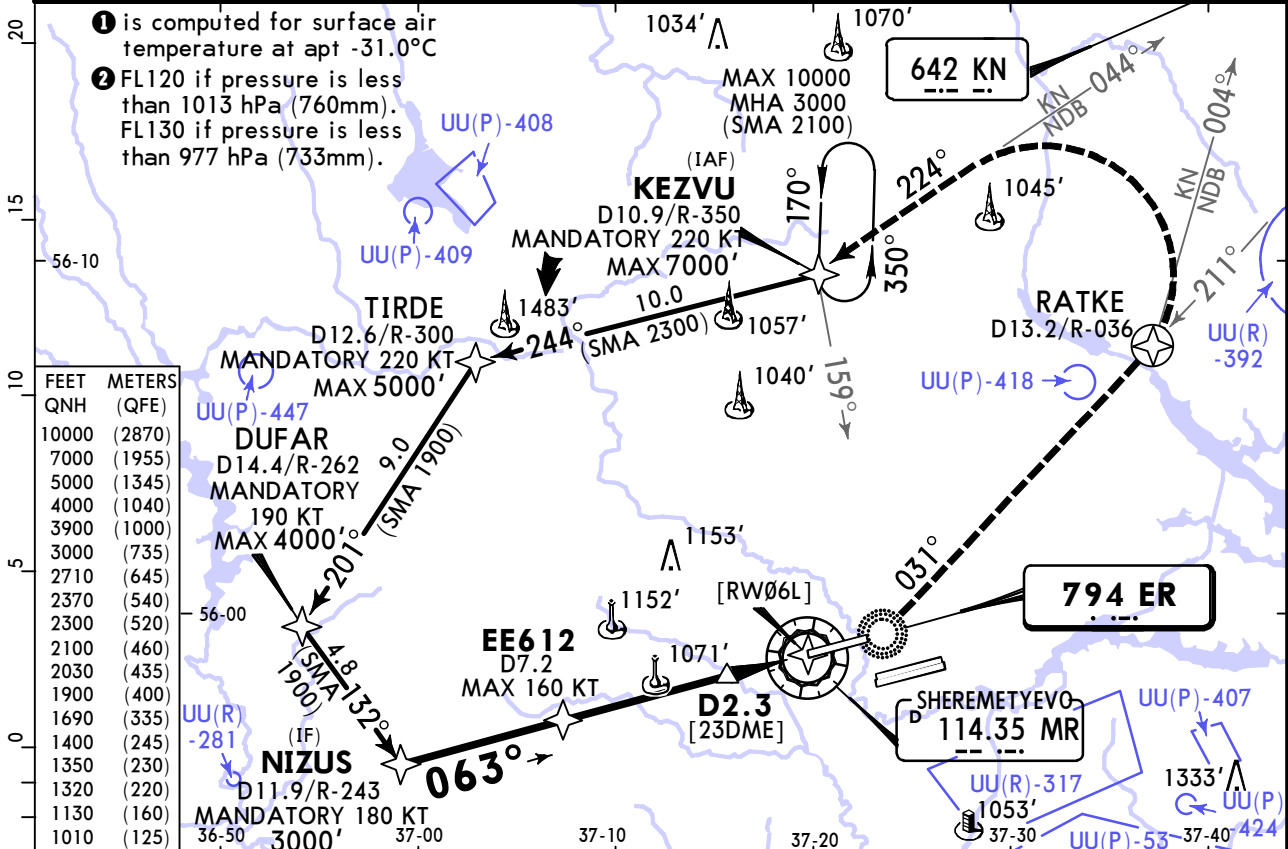 20
❶ is computed for surface air
temperature at apt -31.0°C
❷ FL120 if pressure is less
than 1013 hPa (760mm).
FL130 if pressure is less
than 977 hPa (733mm).
1034'
1070'
642 KN
MAX 10000
MHA 3000
(SMA 2100)
KN
NDB 044°
KN
NDB 004°
UU(P)-408
15
UU(P)-409
56-10
(IAF)
KEZVU
D10.9/R-350
MANDATORY 220 KT
MAX 7000'
170°
350°
224°
1045'
211°
UU(R)
-392
TIRDE
D12.6/R-300
MANDATORY 220 KT
MAX 5000'
1483'
10.0
244°
(SMA 2300)
1057'
RATKE
D13.2/R-036
UU(P)-418
1040'
159°
10
UU(P)-447
DUFAR
D14.4/R-262
MANDATORY
190 KT
MAX 4000'
9.0
(SMA 1900)
201°
FEET METERS
QNH (QFE)
10000 (2870)
7000 (1955)
5000 (1345)
4000 (1040)
3900 (1000)
3000 (735)
2710 (645)
2370 (540)
2300 (520)
2100 (460)
2030 (435)
1900 (400)
1690 (335)
1400 (245)
1350 (230)
1320 (220)
1130 (160)
1010 (125)
5
0
56-00
1153'
1152'
[RWØ6L]
031°
794 ER
4.8
(SMA
1900)
132°
EE612
D7.2
MAX 160 KT
1071'
D2.3
[23DME]
SHEREMETYEVO
D 114.35 MR
UU(P)-407
UU(R)
-281
(IF)
NIZUS
D11.9/R-243
MANDATORY 180 KT
3000'
063°
UU(R)-317
1333'
1053'
UU(P)
-424
UU(P)-53
36-50
37-00
37-10
37-20
37-30
37-40